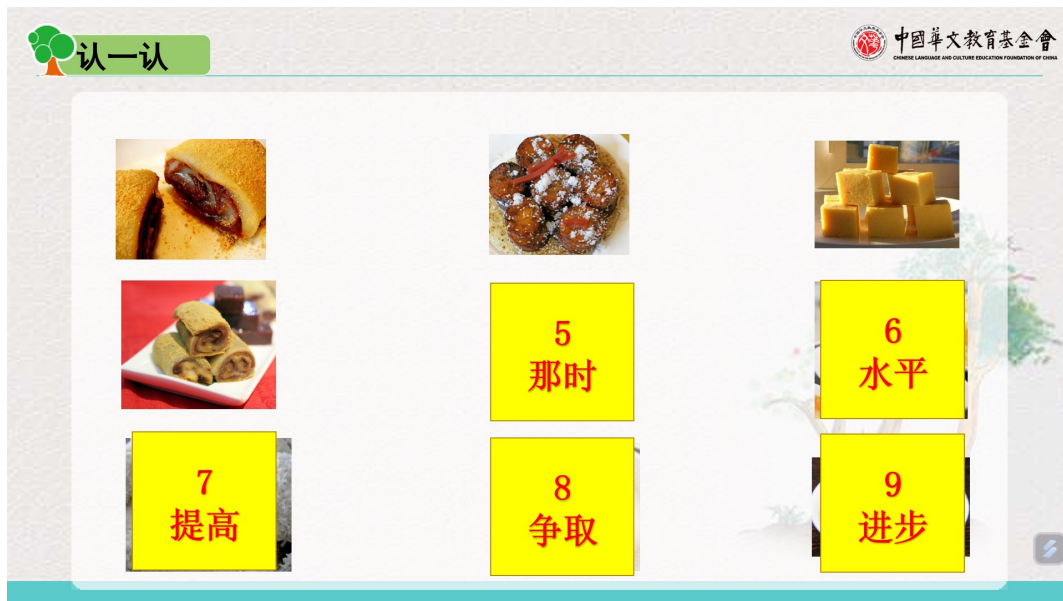 认一认
中國華文教育基金會
CHINESE LANGUAGE AND CULTURE EDUCATION FOUNDATION OF CHINA
5
那时
6
水平
7
提高
8
争取
9
进步